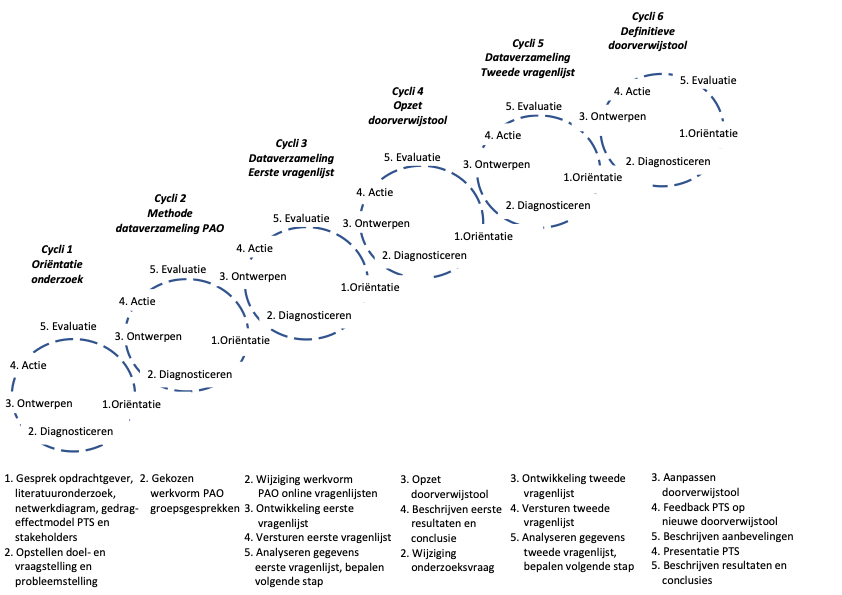 Cycli 1
Oriëntatie
onderzoek
5. Evaluatie
4. Actie
3. Ontwerpen
1.Oriëntatie
2. Diagnosticeren
Cycli 2
Methode
dataverzameling PAO
5. Evaluatie
4. Actie
3. Ontwerpen
1.Oriëntatie
2. Diagnosticeren
Cycli 3
Dataverzameling
Eerste vragenlijst
5. Evaluatie
4. Actie
3. Ontwerpen
1.Oriëntatie
2. Diagnosticeren
Cycli 4
Opzet
doorverwijstool
5. Evaluatie
4. Actie
3. Ontwerpen
1.Oriëntatie
2. Diagnosticeren
Cycli 5
Dataverzameling
Tweede vragenlijst
5. Evaluatie
4. Actie
3. Ontwerpen
1.Oriëntatie
2. Diagnosticeren
Cycli 6
Definitieve
doorverwijstool
5. Evaluatie
4. Actie
3. Ontwerpen
1.Oriëntatie
2. Diagnosticeren
1. Gesprek opdrachtgever,
literatuuronderzoek,
netwerkdiagram, gedrag-
effectmodel PTS en
stakeholders
2. Opstellen doel- en
vraagstelling en
probleemstelling
2. Gekozen
werkvorm PAO
groepsgesprekken
2. Wijziging werkvorm
PAO online vragenlijsten
3. Ontwikkeling eerste
vragenlijst
4. Versturen eerste vragenlijst
5. Analyseren gegevens
eerste vragenlijst, bepalen
volgende stap
3. Opzet
doorverwijstool
4. Beschrijven eerste
resultaten en
conclusie
2. Wijziging
onderzoeksvraag
3. Ontwikkeling tweede
vragenlijst
4. Versturen tweede
vragenlijst
5. Analyseren gegevens
tweede vragenlijst,
bepalen volgende stap
3. Aanpassen
doorverwijstool
4. Feedback PTS op
nieuwe doorverwijstool
5. Beschrijven aanbevelingen
4. Presentatie PTS
5. Beschrijven resultaten en
conclusies